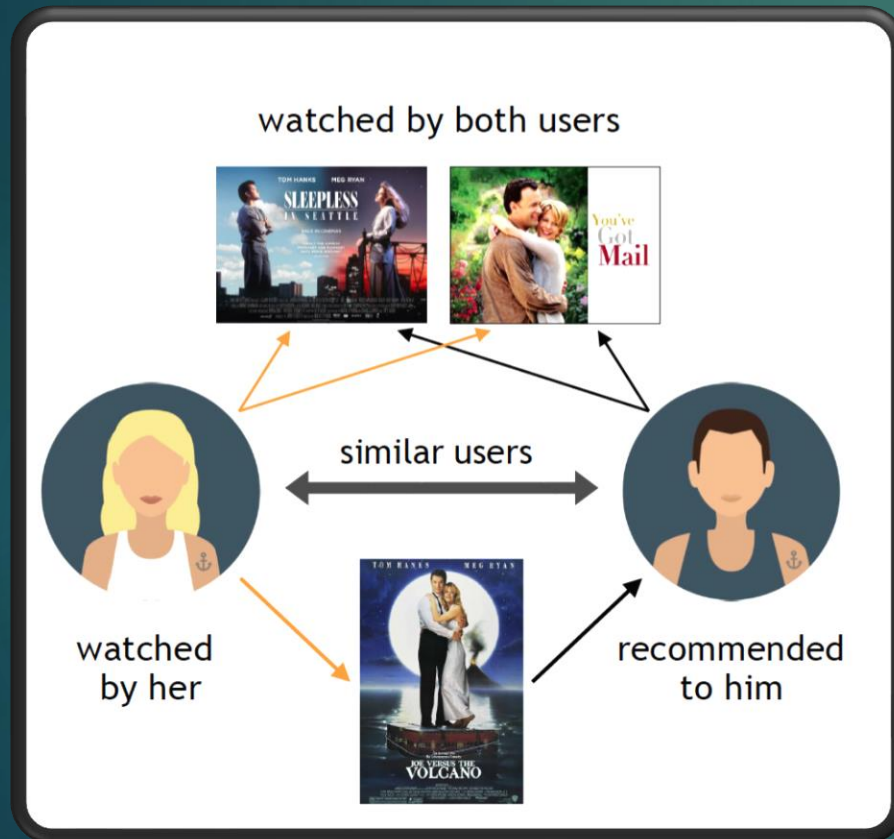 watched by both users
TOM HANKS MEG RYAN
SLEEPLESS
IN SEATTLE
You've
Got
Mail
similar users
TOM HANKS MEG RYAN
JOE VERSUS THE
VOLCANO
watched
by her
recommended
to him